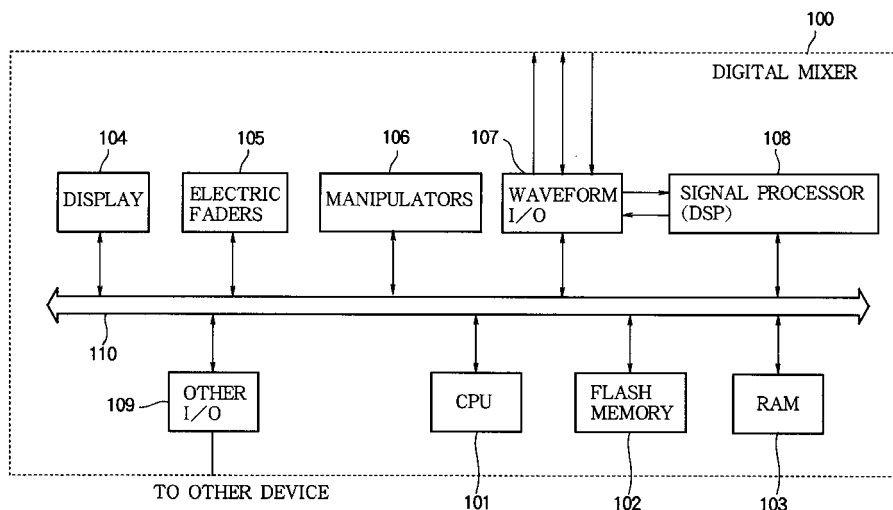 100
DIGITAL MIXER
104
105
106
107
108
DISPLAY
ELECTRIC
FADERS
MANIPULATORS
WAVEFORM
I/O
SIGNAL PROCESSOR
(DSP)
110
109
OTHER
I/O
CPU
FLASH
MEMORY
RAM
TO OTHER DEVICE
101
102
103